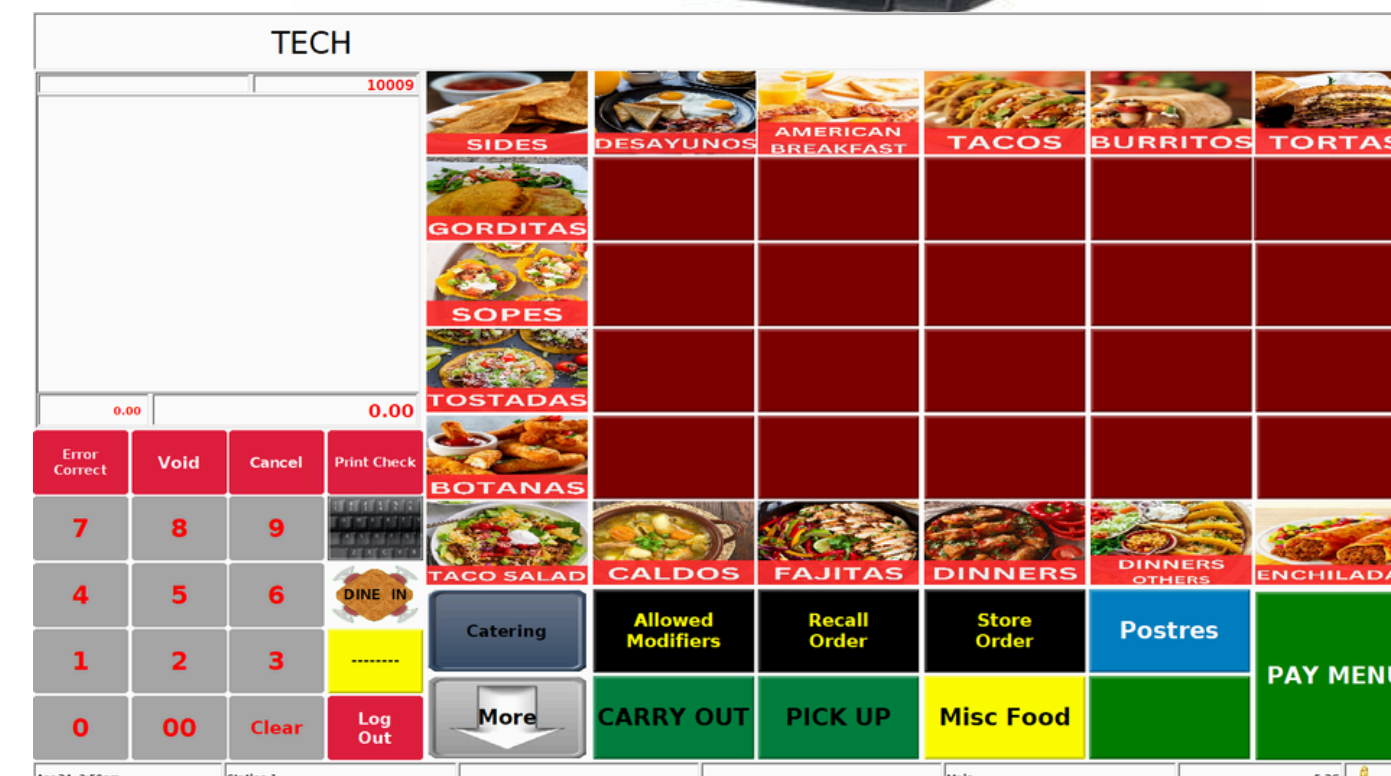 TECH
10009
SIDES
DESAYUNOS
AMERICAN
BREAKFAST
TACOS
BURRITOS
TORTAS
GORDITAS
SOPES
TOSTADAS
0.00
0.00
BOTANAS
Error
Correct
Void
Cancel
Print Check
7
8
9
TACO SALAD
CALDOS
FAJITAS
DINNERS
DINNERS
OTHERS
ENCHILADA
4
5
6
DINE IN
Catering
Allowed
Modifiers
Recall
Order
Store
Order
Postres
1
2
3
--------
PAY MENU
0
00
Clear
Log
Out
More
CARRY OUT
PICK UP
Misc Food